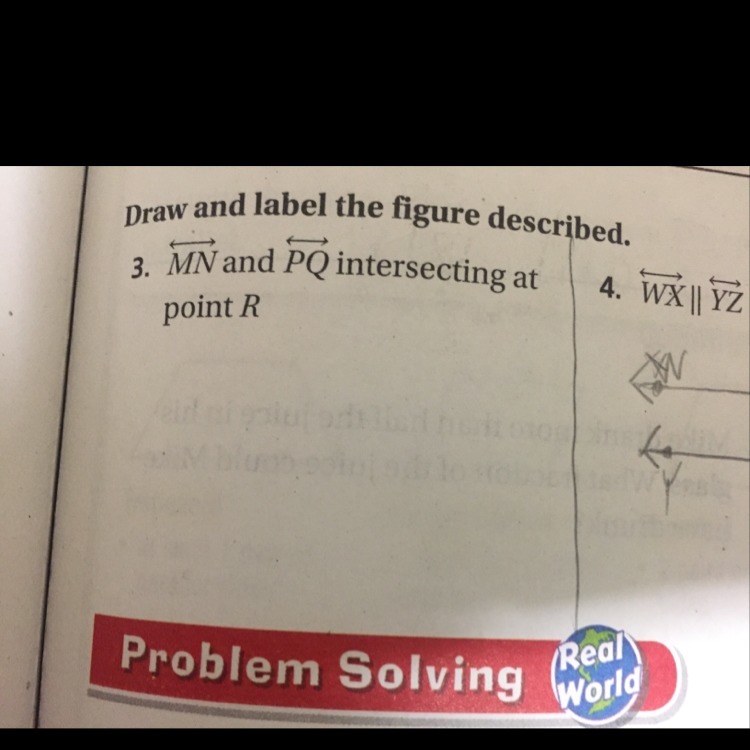 Draw and label the figure described.
3. MN and PQ intersecting at
point R
4. WX || YZ
Y
Problem Solving
Real
World